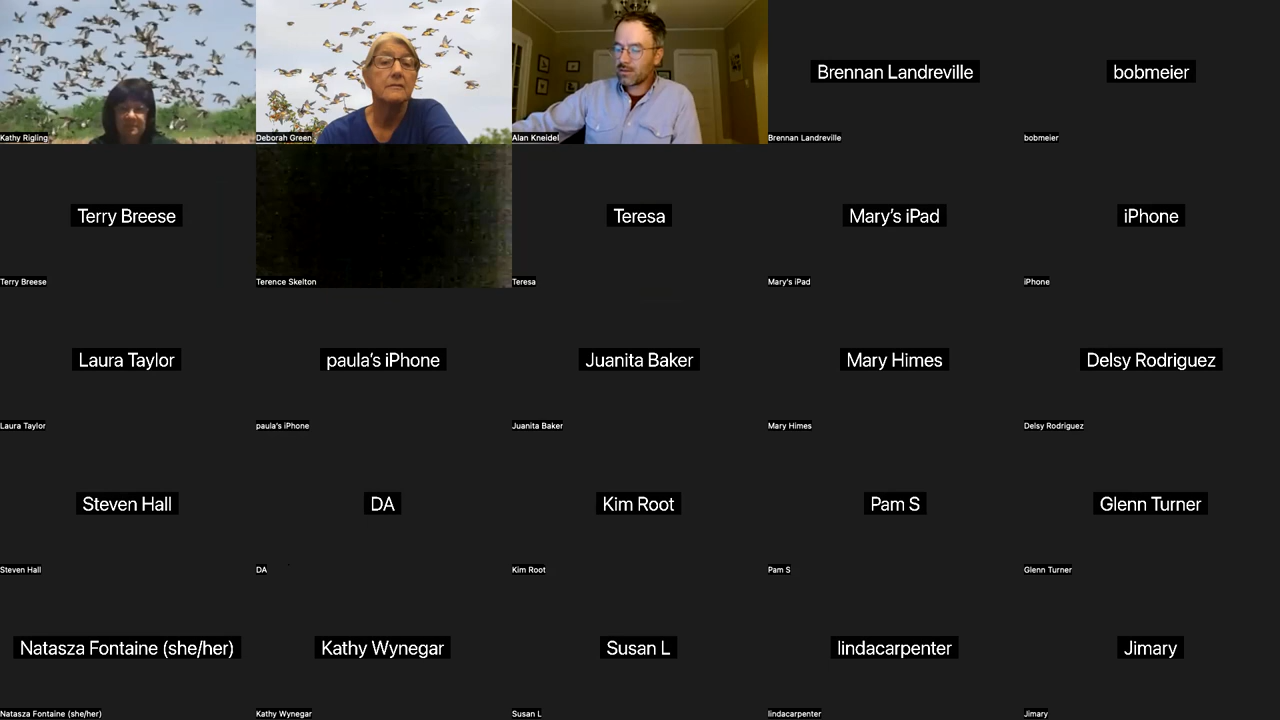 Kathy Rigling
Deborah Green
Alan Kneidel
Brennan Landreville
Brennan Landreville
bobmeier
bobmeier
Terry Breese
Terry Breese
Terence Skelton
Teresa
Teresa
Mary's iPad
Mary's iPad
iPhone
iPhone
Laura Taylor
Laura Taylor
paula's iPhone
paula's iPhone
Juanita Baker
Juanita Baker
Mary Himes
Mary Himes
Delsy Rodriguez
Delsy Rodriguez
Steven Hall
Steven Hall
DA
DA
Kim Root
Kim Root
Pam S
Pam S
Glenn Turner
Glenn Turner
Natasza Fontaine (she/her)
Natasza Fontaine (she/her)
Kathy Wynegar
Kathy Wynegar
Susan L
Susan L
lindacarpenter
lindacarpenter
Jimary
Jimary